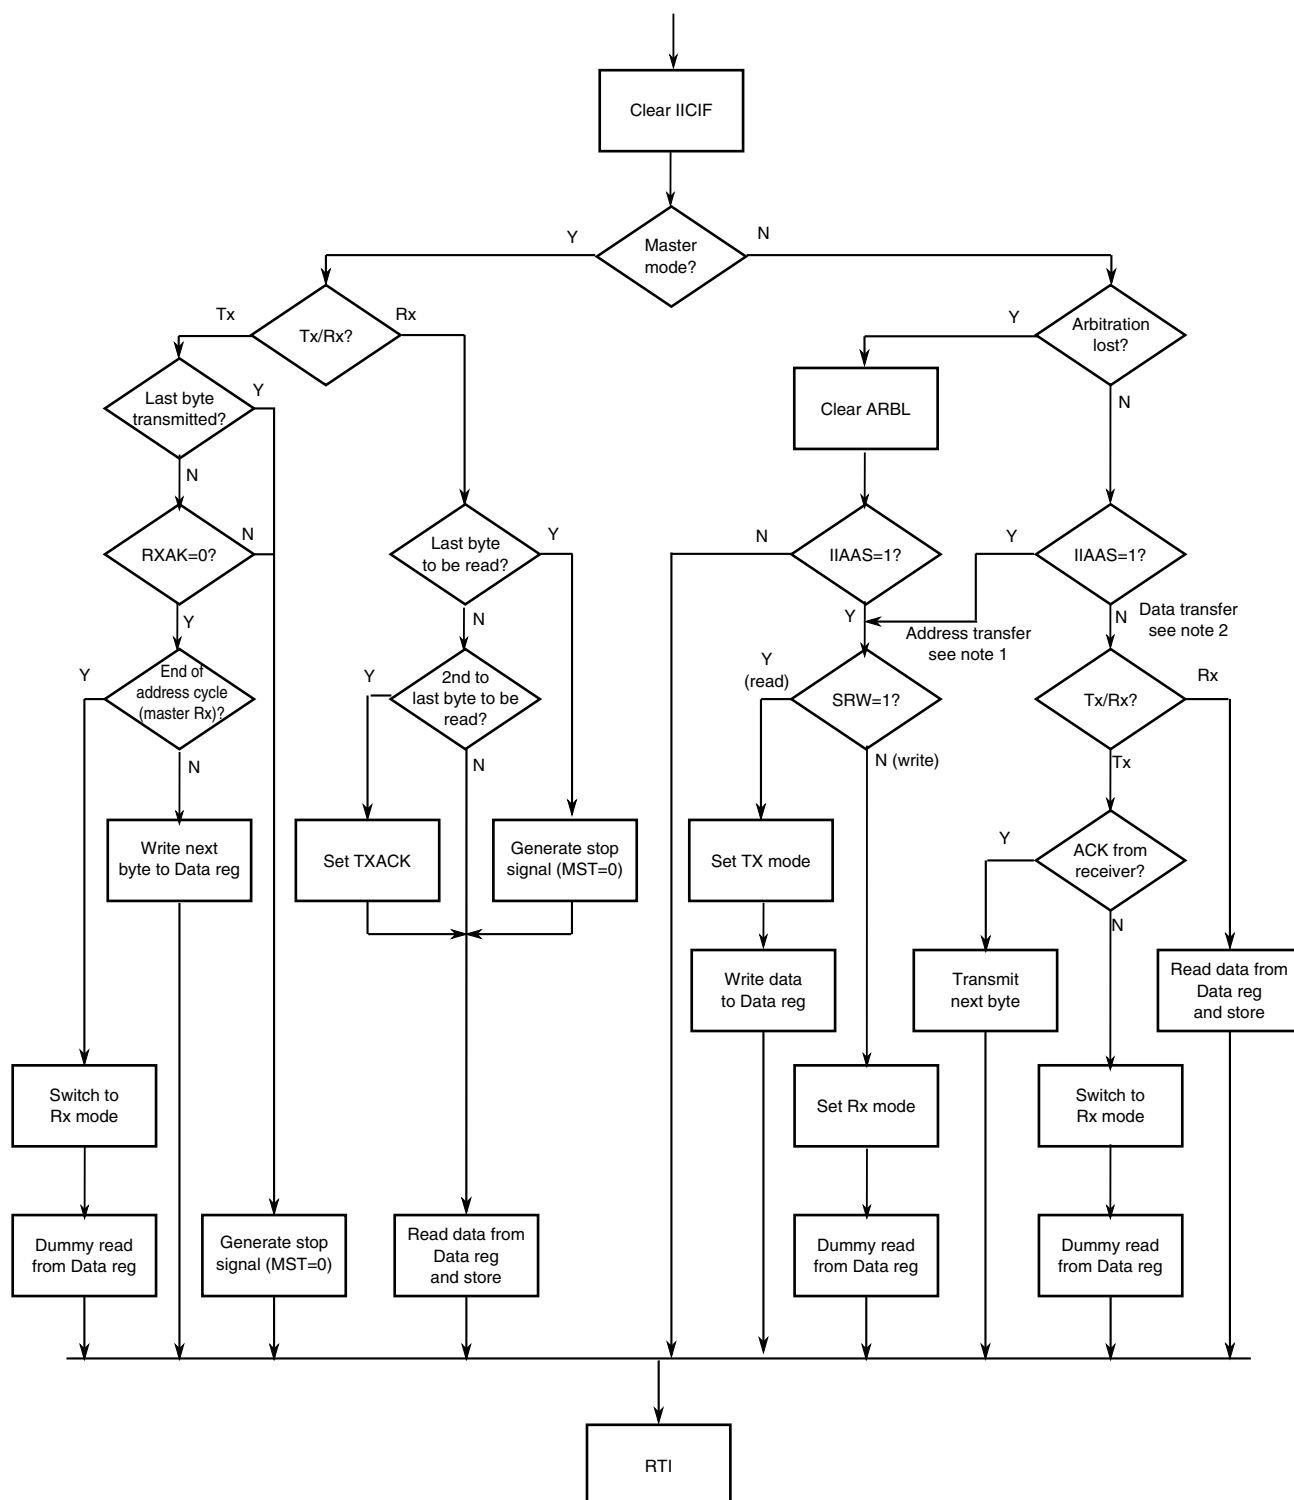 Clear IICIF
Master
mode?
Y
N
Tx/Rx?
Tx
Rx
Arbitration
lost?
Y
N
Last byte
transmitted?
Y
N
Clear ARBL
RXAK=0?
N
Y
Last byte
to be read?
Y
N
IIAAS=1?
N
Y
IIAAS=1?
Y
N
Address transfer
see note 1
Data transfer
see note 2
End of
address cycle
(master Rx)?
Y
N
2nd to
last byte to be
read?
Y
N
SRW=1?
Y
(read)
N (write)
Tx/Rx?
Rx
Tx
Write next
byte to Data reg
Set TXACK
Generate stop
signal (MST=0)
Set TX mode
ACK from
receiver?
Y
N
Write data
to Data reg
Transmit
next byte
Read data from
Data reg
and store
Switch to
Rx mode
Set Rx mode
Switch to
Rx mode
Dummy read
from Data reg
Generate stop
signal (MST=0)
Read data from
Data reg
and store
Dummy read
from Data reg
Dummy read
from Data reg
RTI